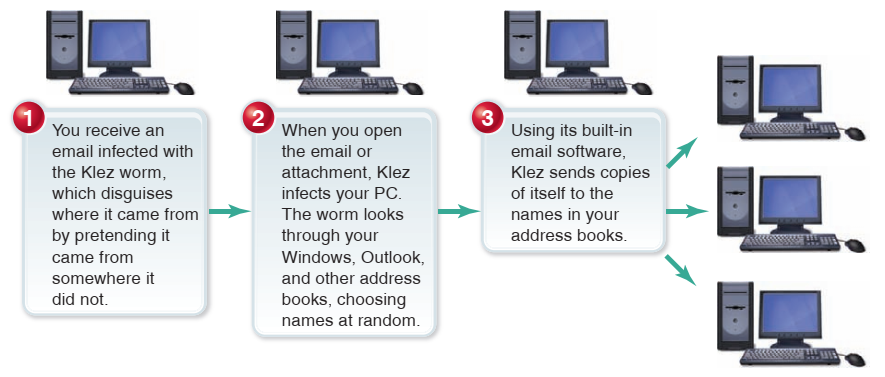 1
You receive an
email infected with
the Klez worm,
which disguises
where it came from
by pretending it
came from
somewhere it
did not.
2
When you open
the email or
attachment, Klez
infects your PC.
The worm looks
through your
Windows, Outlook,
and other address
books, choosing
names at random.
3
Using its built-in
email software,
Klez sends copies
of itself to the
names in your
address books.